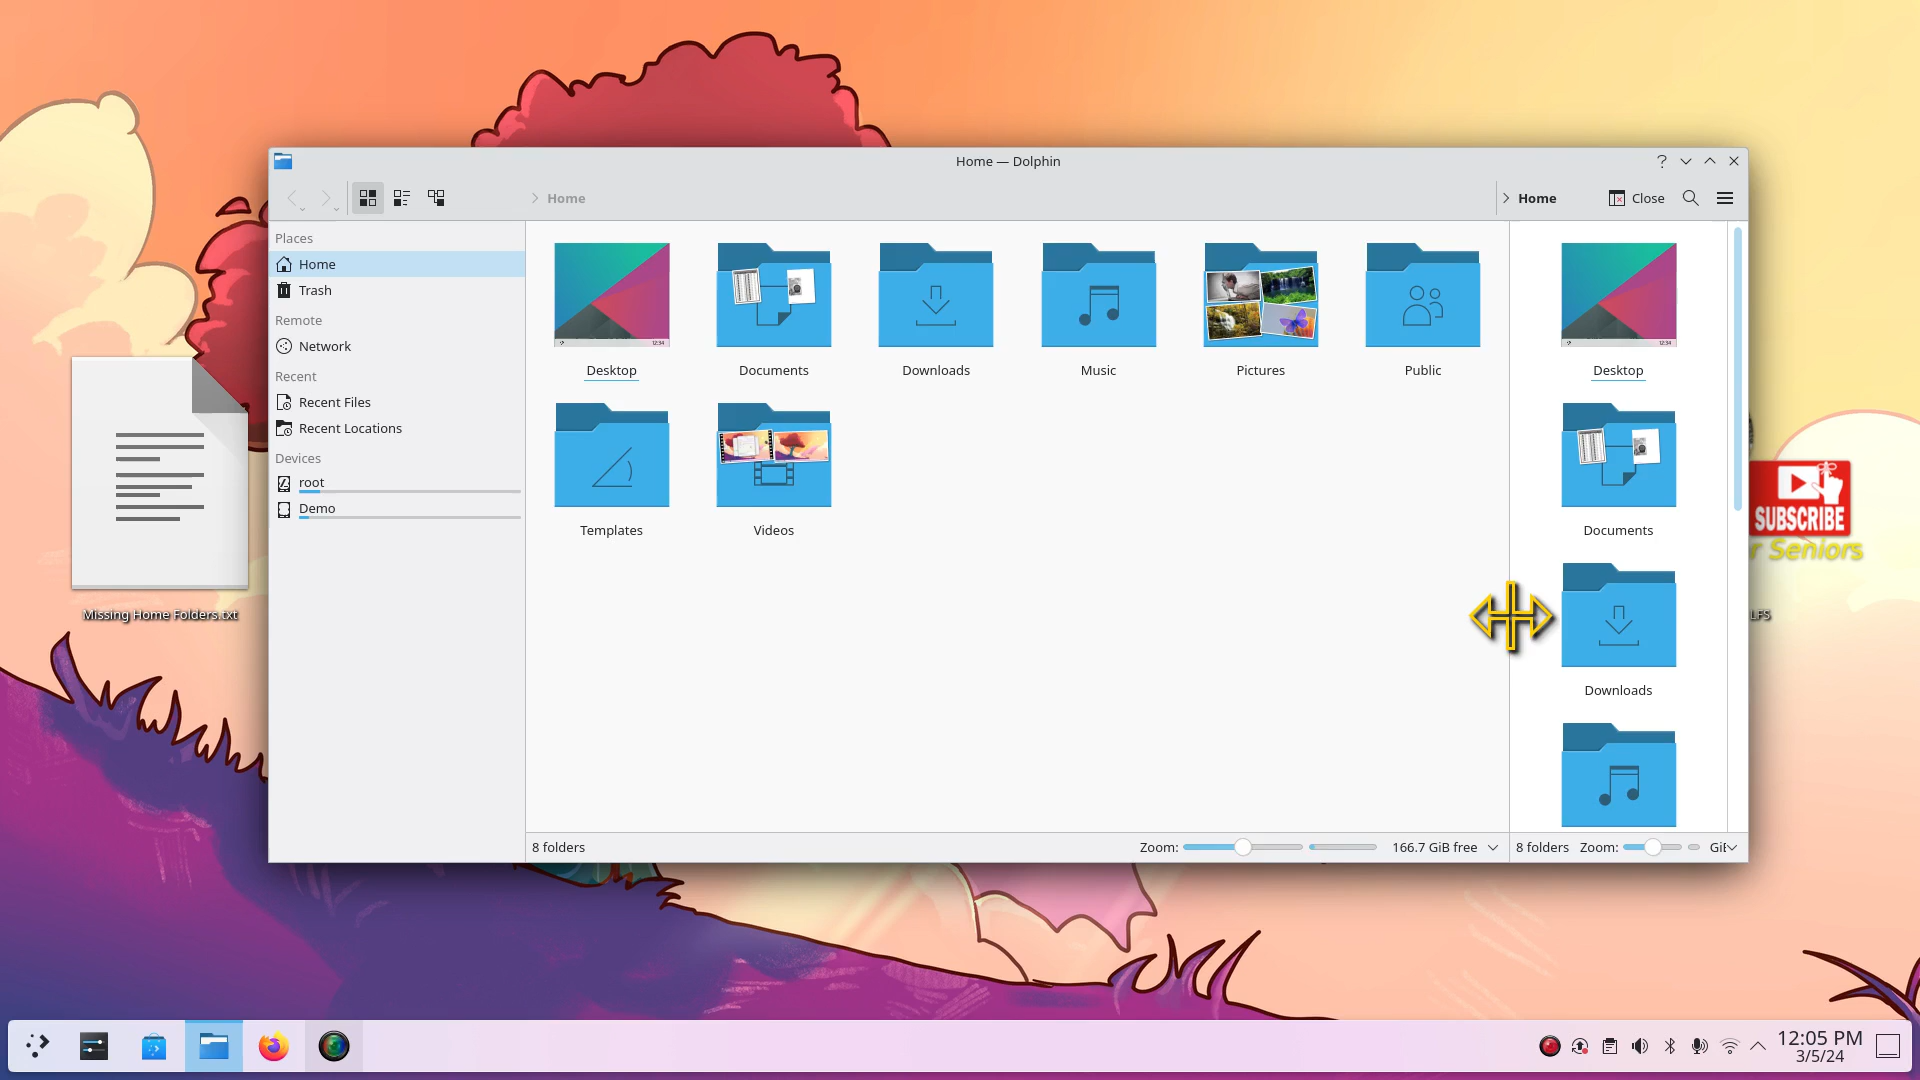 Home — Dolphin
Home
Home
Close
Places
Home
Trash
Remote
Network
Recent
Recent Files
Recent Locations
Devices
root
Demo
Desktop
Documents
Downloads
Music
Pictures
Public
Templates
Videos
Desktop
Documents
Downloads
8 folders
Zoom:
166.7 GiB free
8 folders
Zoom:
Missing Home Folders.txt
SUBSCRIBE
r Seniors
LFS
12:05 PM
3/5/24